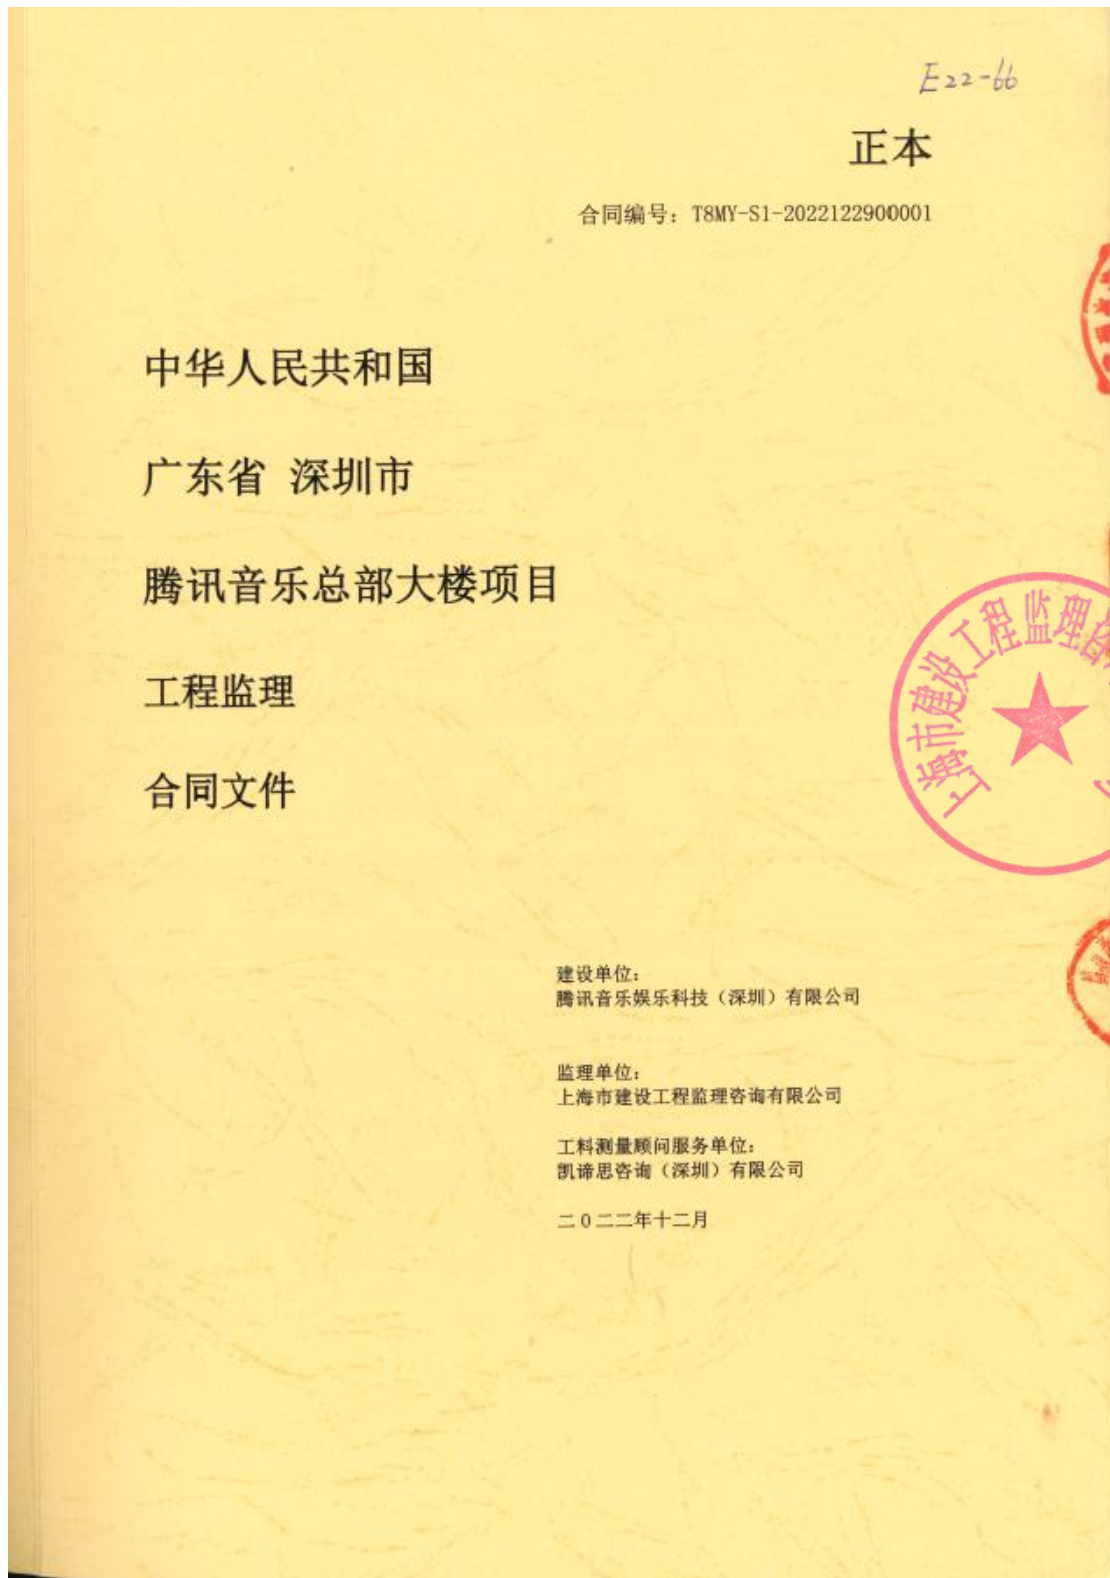 E22-66
正本
合同编号：T8MY-S1-2022122900001
中华人民共和国
广东省 深圳市
腾讯音乐总部大楼项目
工程监理
合同文件
上海市建设工程监理咨
司
建设单位：
腾讯音乐娱乐科技（深圳）有限公司
监理单位：
上海市建设工程监理咨询有限公司
工料测量顾问服务单位：
凯谛思咨询（深圳）有限公司
二0二二年十二月